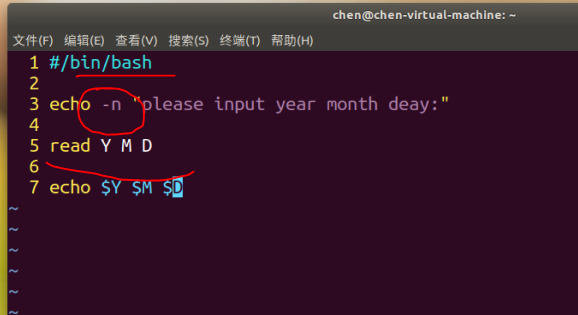 chen@chen-virtual-machine: ~
文件(F) 编辑(E) 查看(V) 搜索(S) 终端(T) 帮助(H)
1 #/bin/bash
2
3 echo -n "please input year month deay:"
4
5 read Y M D
6
7 echo $Y $M $D
~
~
~
~
~
~